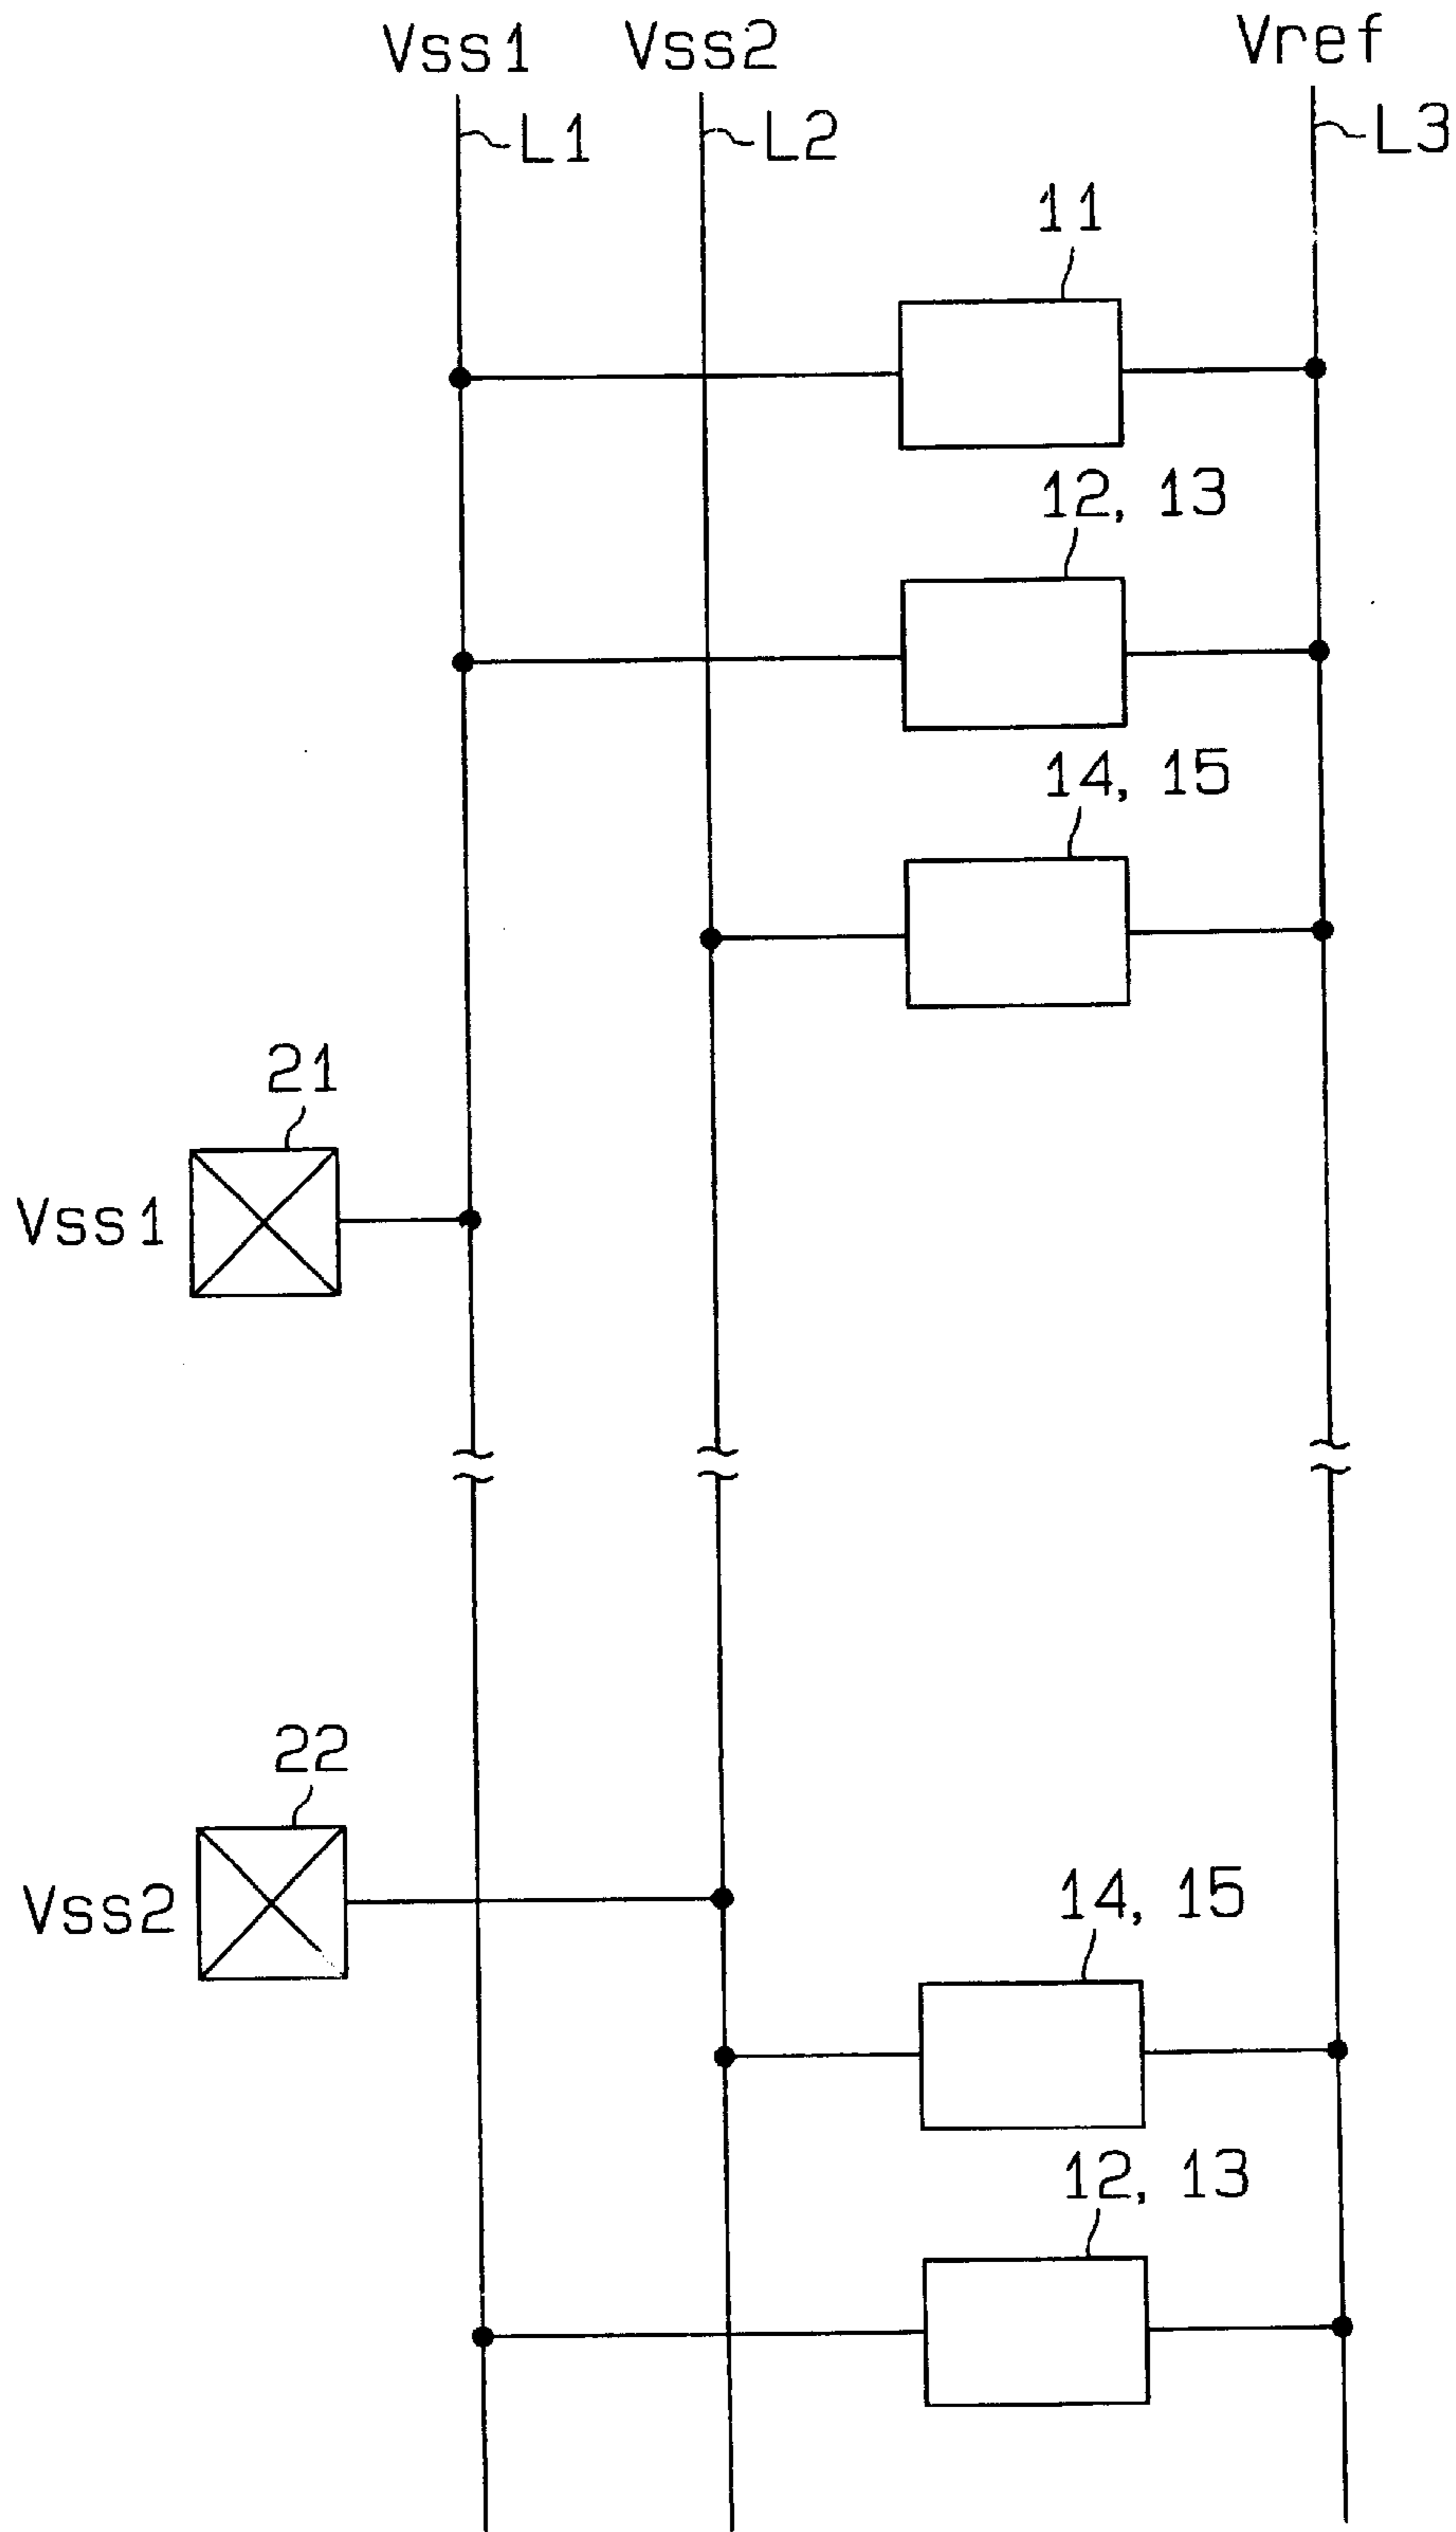 Vss1 Vss2 Vref
L1 L2 L3
11
12, 13
14, 15
21
Vss1
22
Vss2
14, 15
12, 13